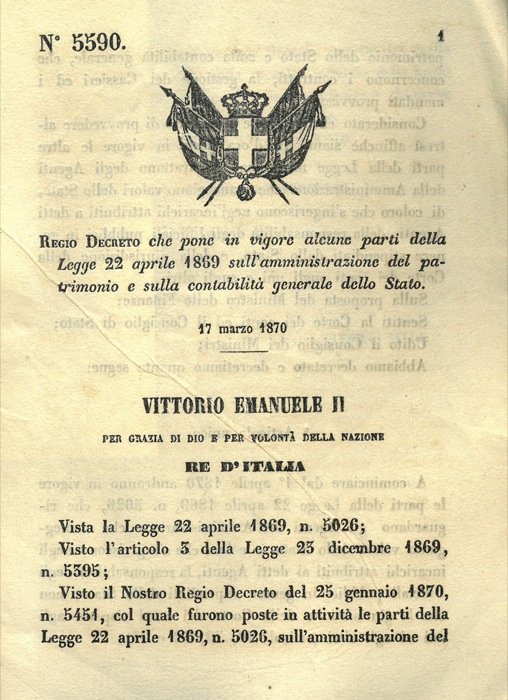 N° 5590.
1
REGIO DECRETO che pone in vigore alcune parti della
Legge 22 aprile 1869 sull'amministrazione del pa-
trimonio e sulla contabilità generale dello Stato.
17 marzo 1870
VITTORIO EMANUELE II
PER GRAZIA DI DIO E PER VOLONTÀ DELLA NAZIONE
RE D'ITALIA
Vista la Legge 22 aprile 1869, n. 5026;
Visto l'articolo 3 della Legge 23 dicembre 1869,
n. 5395;
Visto il Nostro Regio Decreto del 25 gennaio 1870,
n. 5451, col quale furono poste in attività le parti della
Legge 22 aprile 1869, n. 5026, sull'amministrazione del